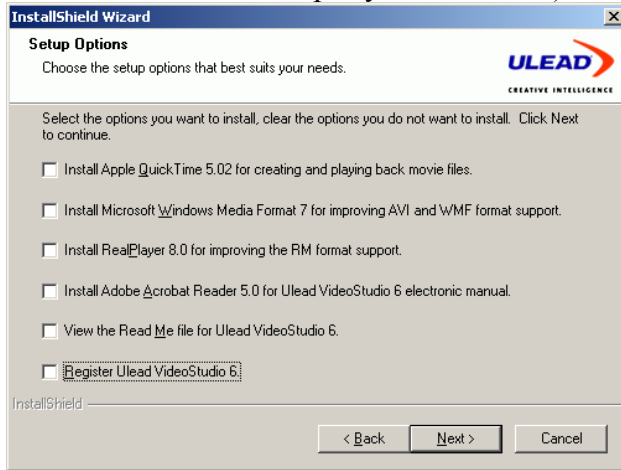 InstallShield Wizard
Setup Options
Choose the setup options that best suits your needs.
ULEAD
CREATIVE INTELLIGENCE
Select the options you want to install, clear the options you do not want to install. Click Next
to continue.
Install Apple QuickTime 5.02 for creating and playing back movie files.
Install Microsoft Windows Media Format 7 for improving AVI and WMF format support.
Install RealPlayer 8.0 for improving the RM format support.
Install Adobe Acrobat Reader 5.0 for Ulead VideoStudio 6 electronic manual.
View the Read Me file for Ulead VideoStudio 6.
Register Ulead VideoStudio 6.
InstallShield
< Back Next > Cancel